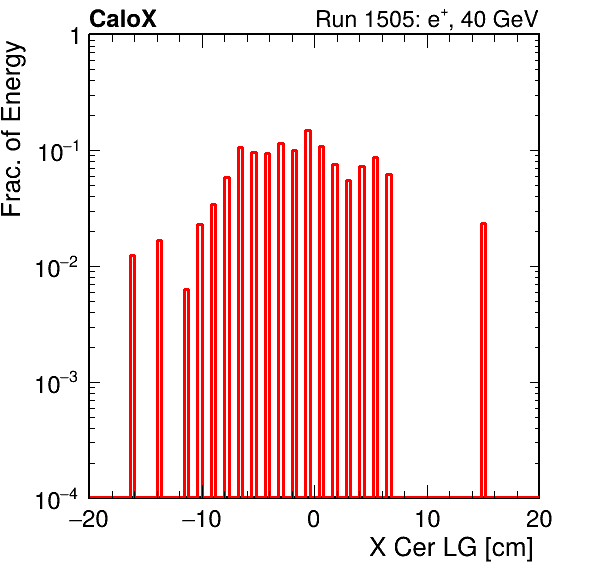 CaloX Run 1505: e⁺, 40 GeV
Frac. of Energy
1
10⁻¹
10⁻²
10⁻³
10⁻⁴
−20 −10 0 10 20
X Cer LG [cm]